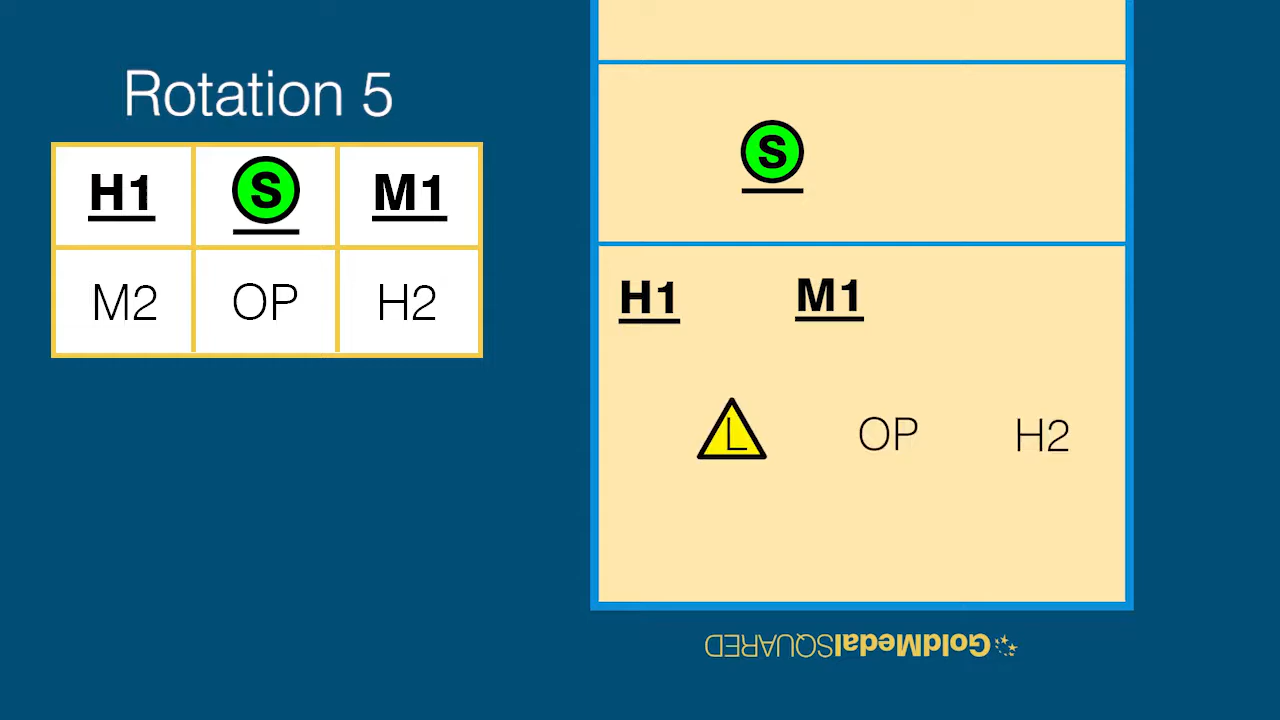 Rotation 5
H1 S M1
M2 OP H2
S
H1 M1
L OP H2
GoldMedalSQUARED